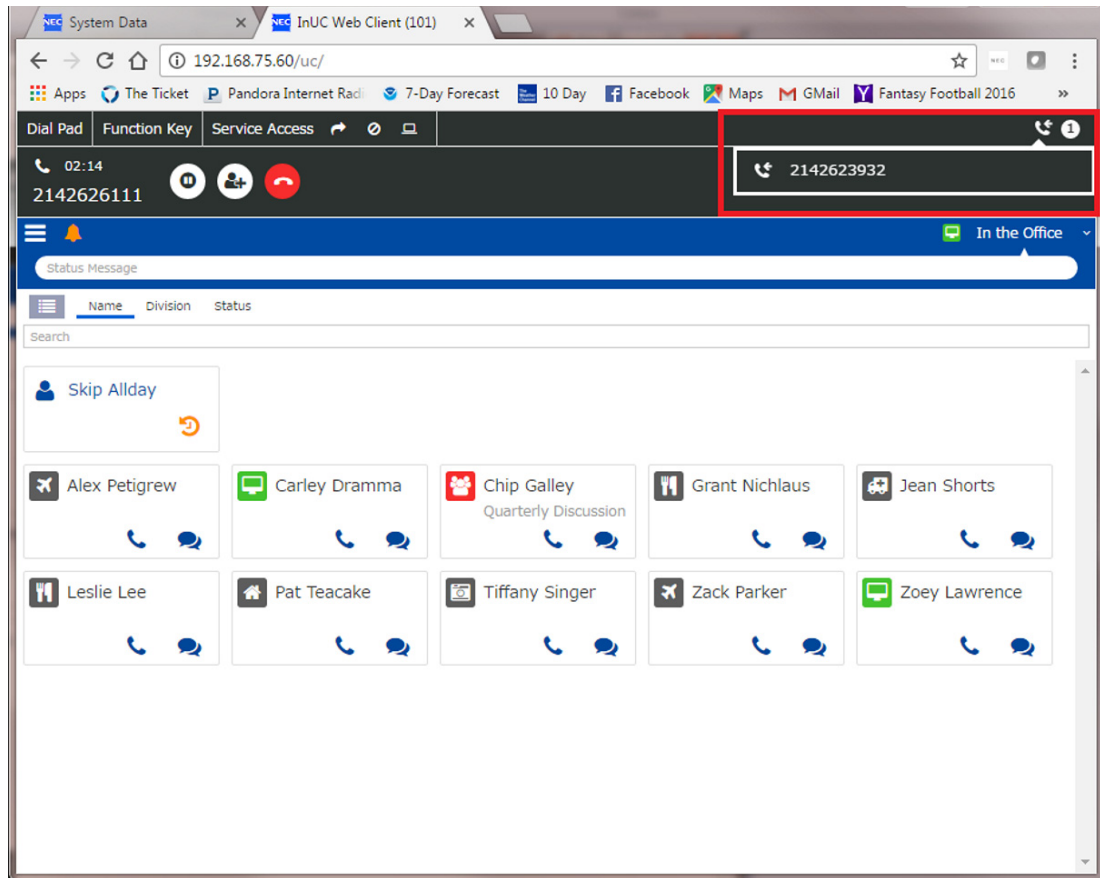 NEC System Data
NEC InUC Web Client (101)
192.168.75.60/uc/
Apps The Ticket Pandora Internet Radi 7-Day Forecast 10 Day Facebook Maps GMail Fantasy Football 2016 »
Dial Pad Function Key Service Access 1
02:14
2142626111
2142623932
In the Office
Status Message
Name Division Status
Search
Skip Allday
Alex Petigrew Carley Dramma Chip Galley Grant Nichlaus Jean Shorts
Quarterly Discussion
Leslie Lee Pat Teacake Tiffany Singer Zack Parker Zoey Lawrence